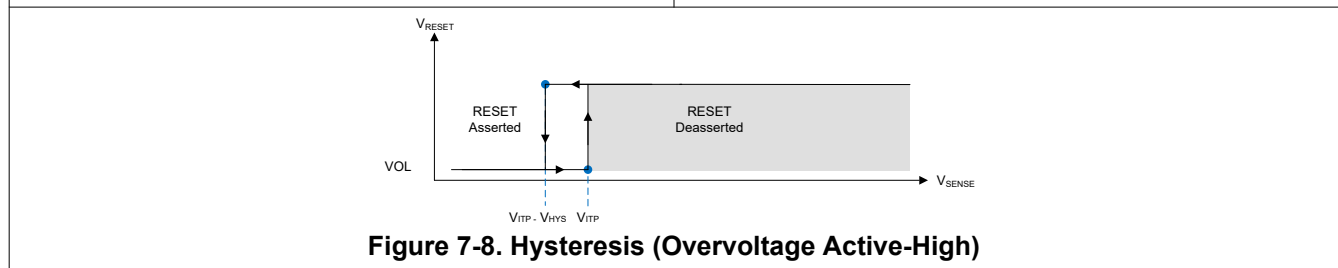 VRESET
RESET
Asserted
RESET
Deasserted
VOL
VSENSE
VITP - VHYS
VITP
Figure 7-8. Hysteresis (Overvoltage Active-High)